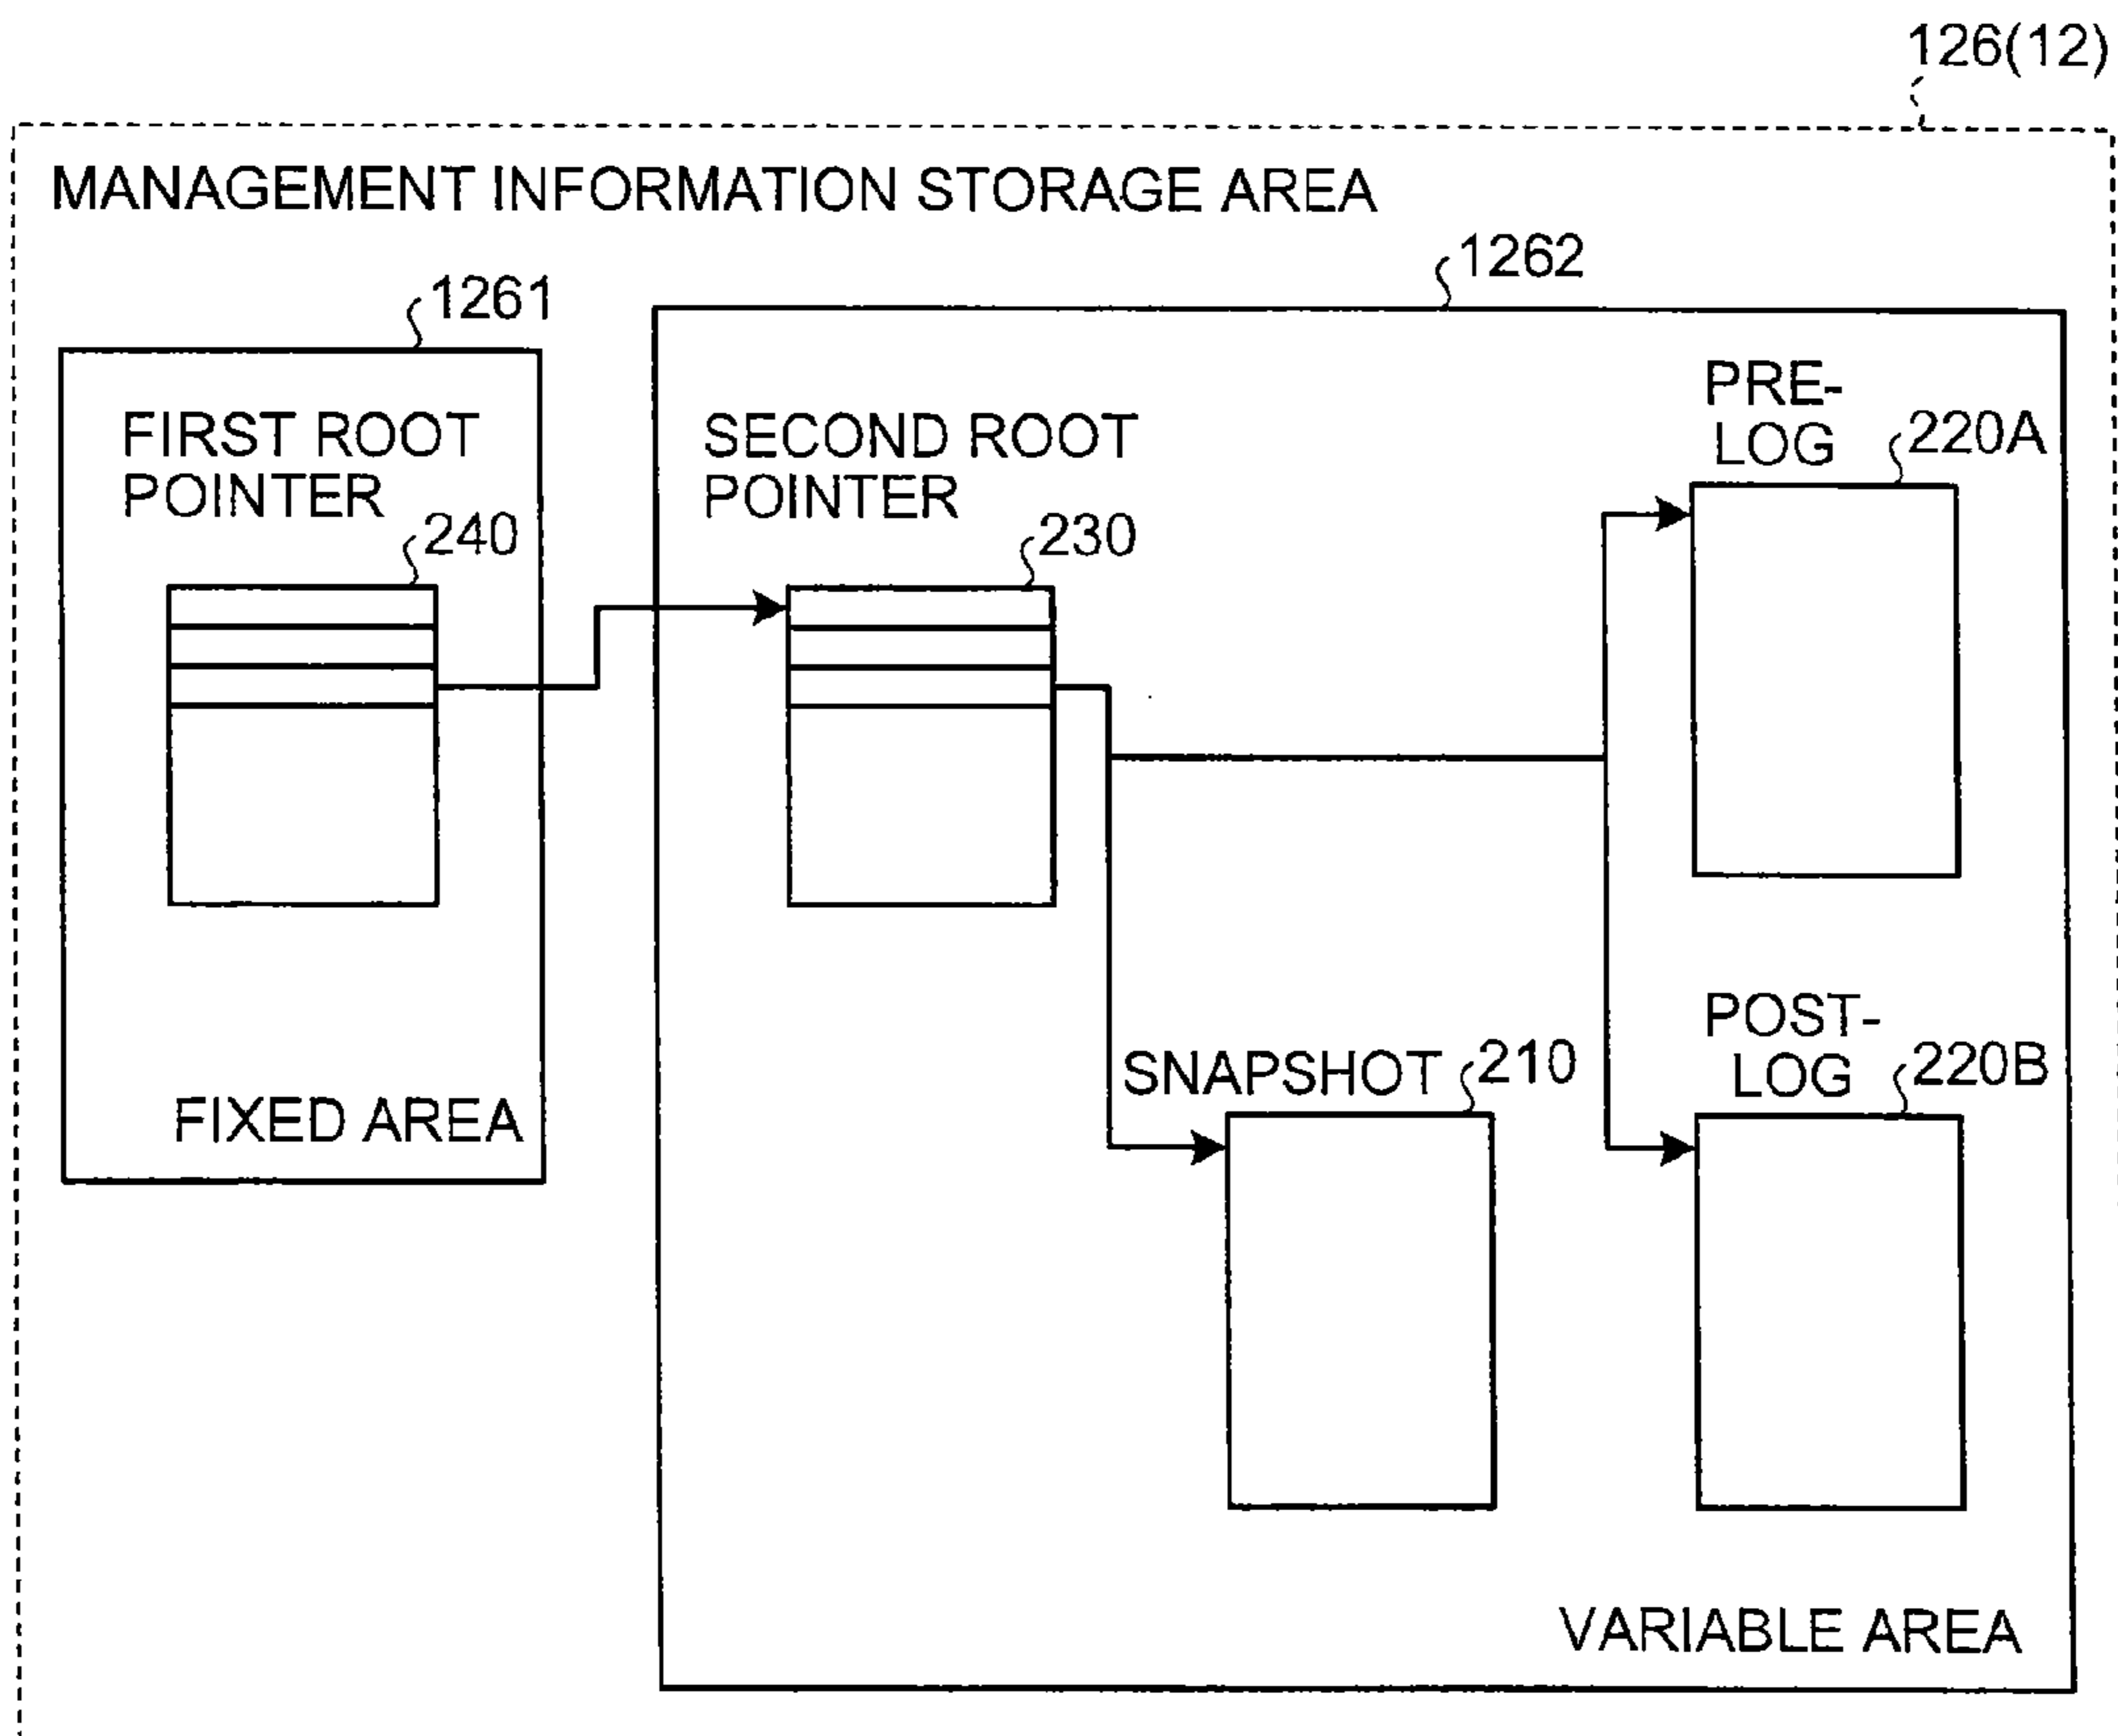 126(12)
MANAGEMENT INFORMATION STORAGE AREA
1261
1262
FIRST ROOT
POINTER
240
FIXED AREA
SECOND ROOT
POINTER
230
PRE-
LOG
220A
SNAPSHOT
210
POST-
LOG
220B
VARIABLE AREA